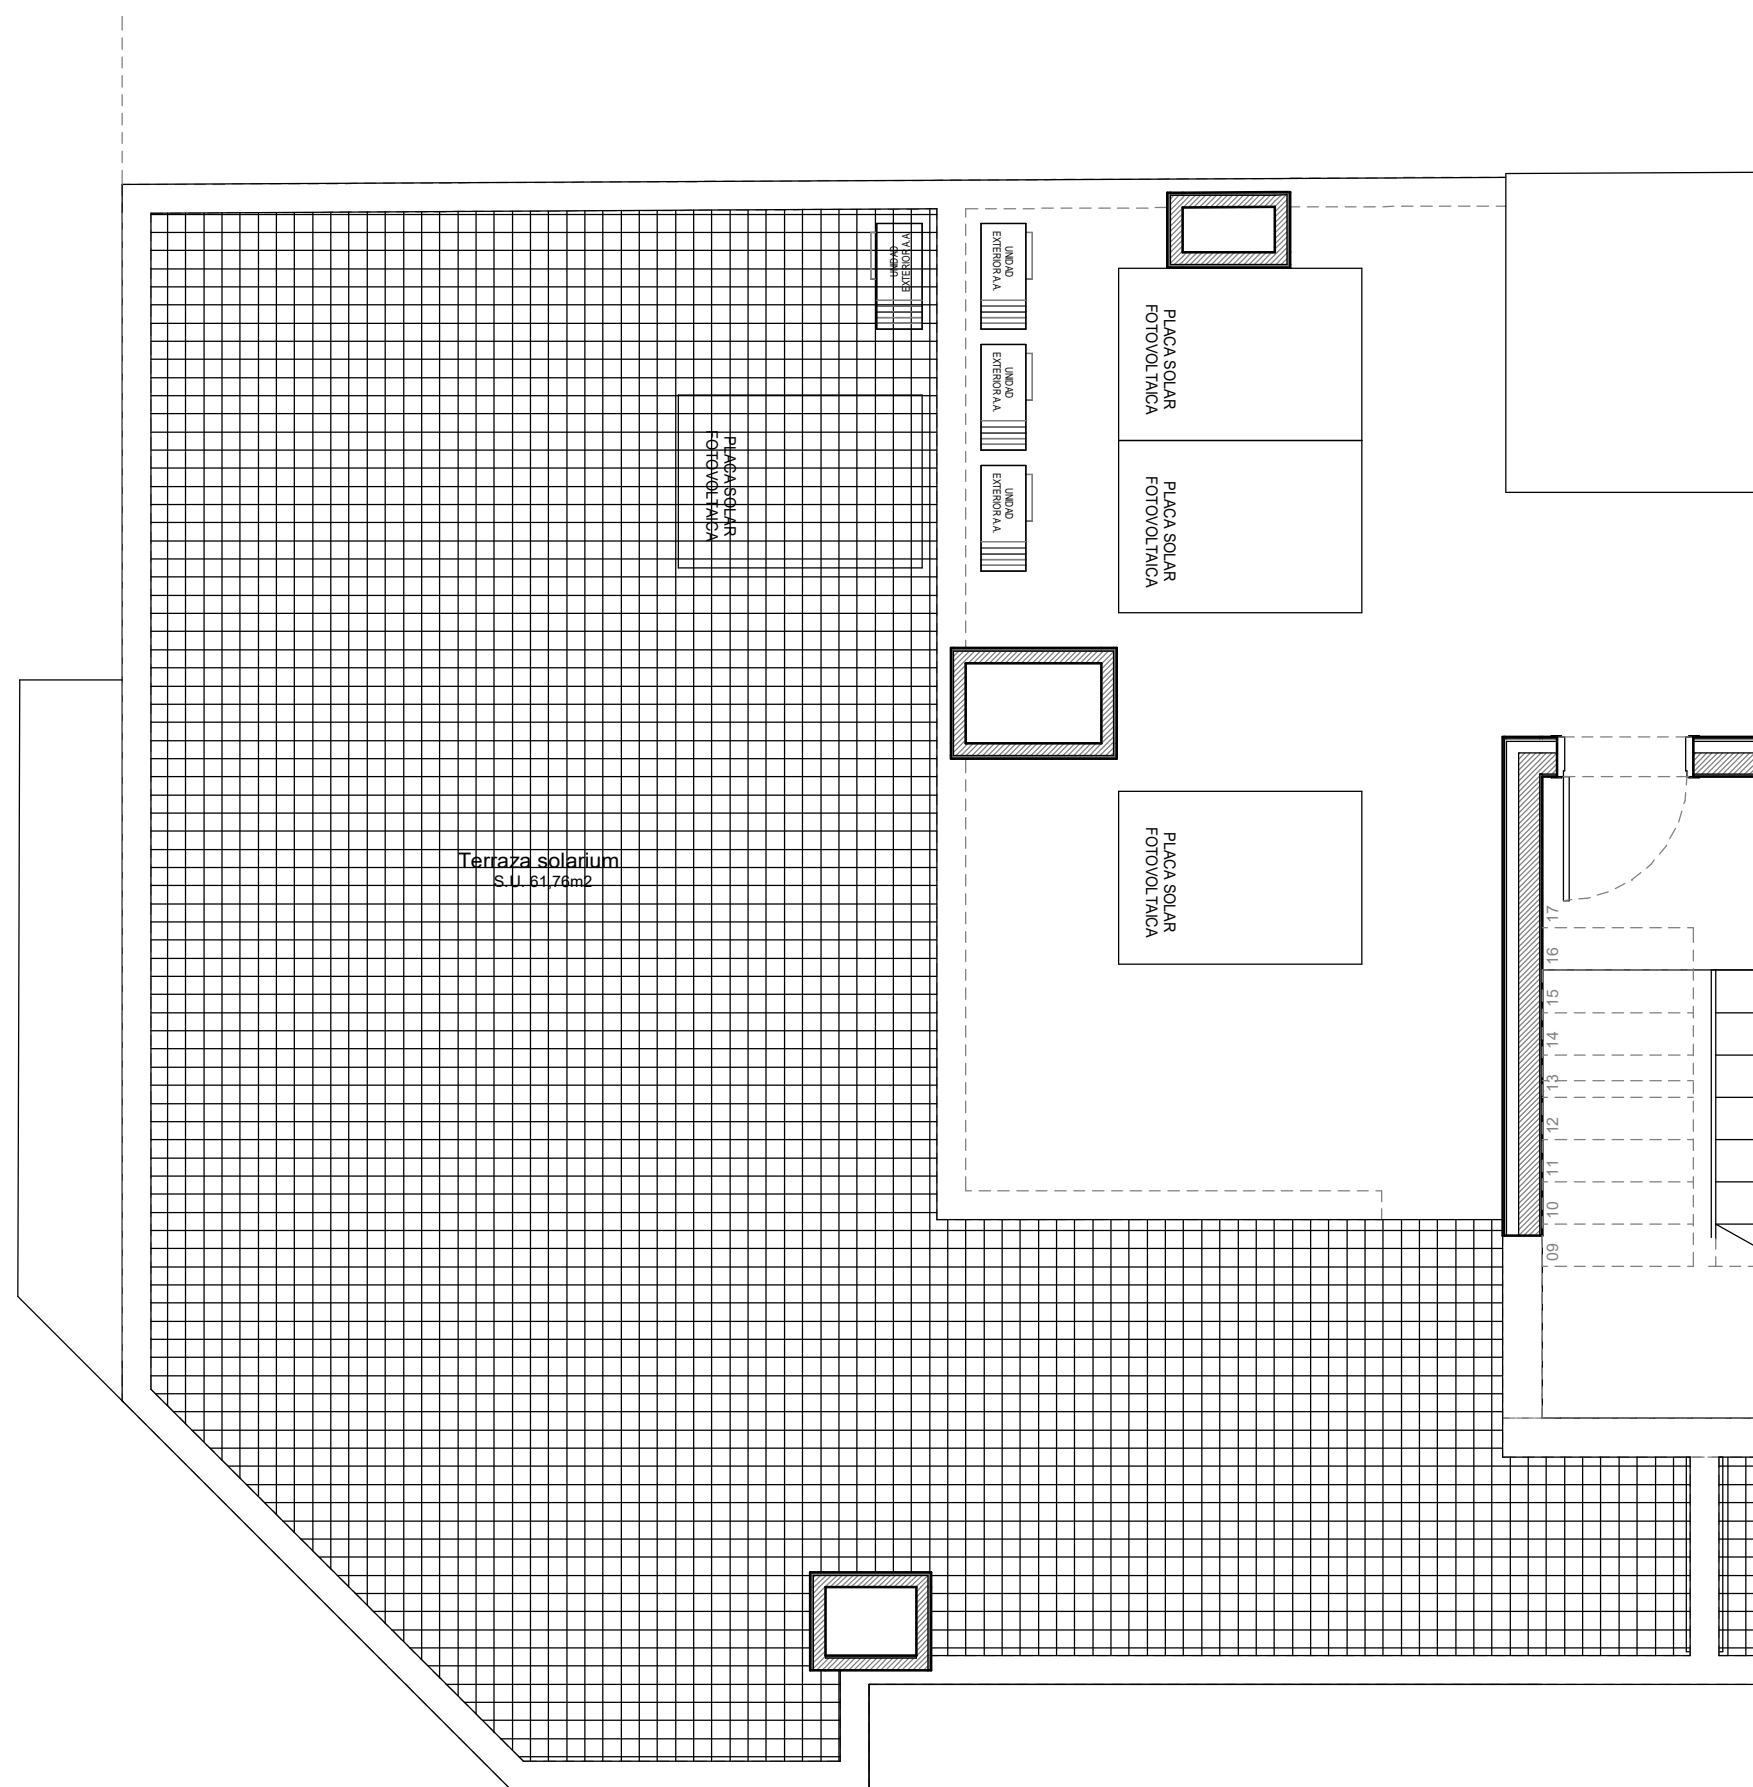 UNIDAD
EXTERIOR A.A.
UNIDAD
EXTERIOR A.A.
UNIDAD
EXTERIOR A.A.
UNIDAD
EXTERIOR A.A.
PLACA SOLAR
FOTOVOLTAICA
PLACA SOLAR
FOTOVOLTAICA
PLACA SOLAR
FOTOVOLTAICA
PLACA SOLAR
FOTOVOLTAICA
Terraza solarium
S.U. 61,76m2
17
16
15
14
13
12
11
10
09